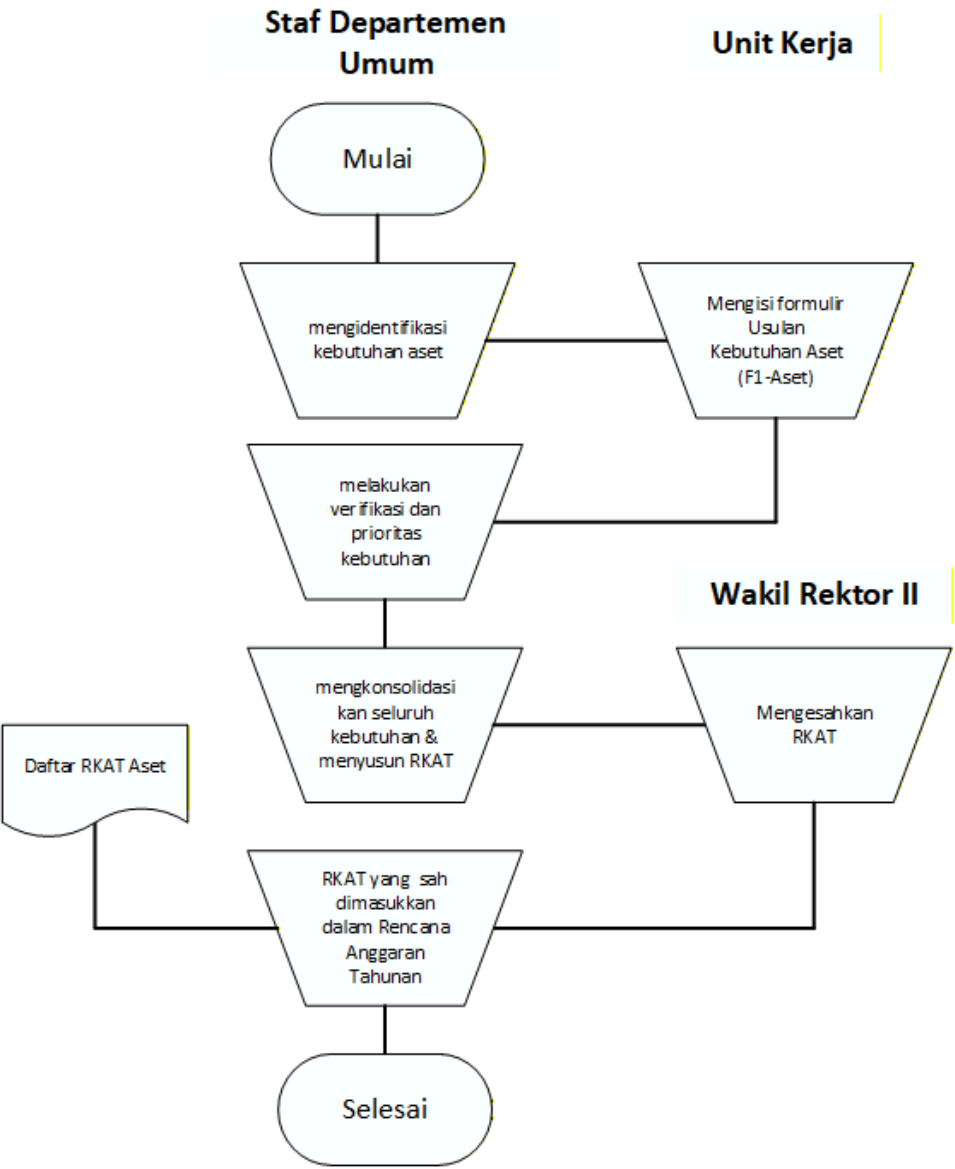 Staf Departemen
Umum
Unit Kerja
Mulai
mengidentifikasi
kebutuhan aset
Mengisi formulir
Usulan
Kebutuhan Aset
(F1-Aset)
melakukan
verifikasi dan
prioritas
kebutuhan
Wakil Rektor II
mengkonsolidasi
kan seluruh
kebutuhan &
menyusun RKAT
Mengesahkan
RKAT
Daftar RKAT Aset
RKAT yang sah
dimasukkan
dalam Rencana
Anggaran
Tahunan
Selesai